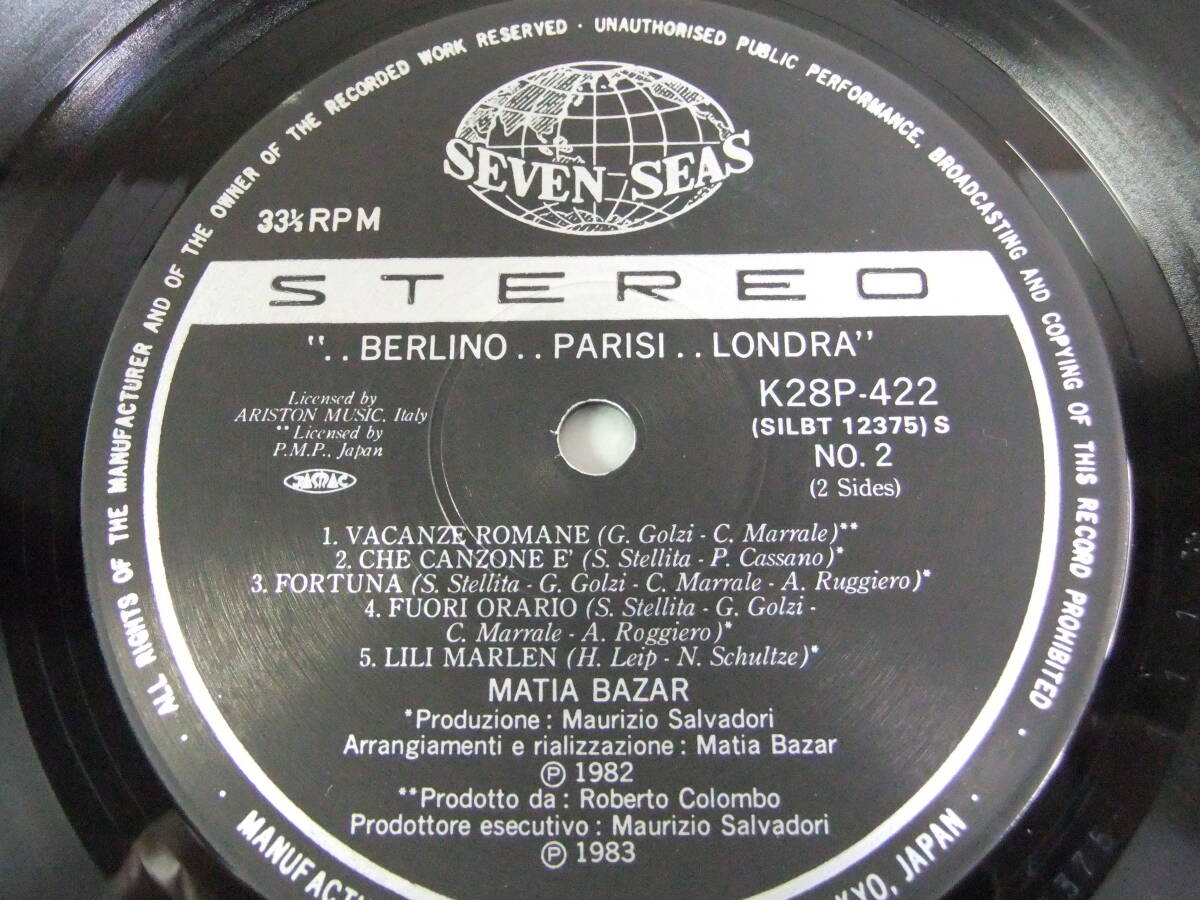 ALL RIGHTS OF THE MANUFACTURER AND OF THE OWNER OF THE RECORDED WORK RESERVED · UNAUTHORISED PUBLIC PERFORMANCE, BROADCASTING AND COPYING OF THIS RECORD PROHIBITED
SEVEN SEAS
33⅓ RPM
STEREO
"..BERLINO..PARISI..LONDRA"
Licensed by
ARISTON MUSIC, Italy
**Licensed by
P.M.P., Japan
JASRAC
K28P-422
(SILBT 12375) S
NO. 2
(2 Sides)
1. VACANZE ROMANE (G. Golzi - C. Marrale)**
2. CHE CANZONE E' (S. Stellita - P. Cassano)*
3. FORTUNA (S. Stellita - G. Golzi - C. Marrale - A. Ruggiero)*
4. FUORI ORARIO (S. Stellita - G. Golzi -
C. Marrale - A. Roggiero)*
5. LILI MARLEN (H. Leip - N. Schultze)*
MATIA BAZAR
*Produzione : Maurizio Salvadori
Arrangiamenti e rializzazione : Matia Bazar
℗ 1982
**Prodotto da : Roberto Colombo
Prodottore esecutivo : Maurizio Salvadori
℗ 1983
· MANUFACT
KYO, JAPAN ·